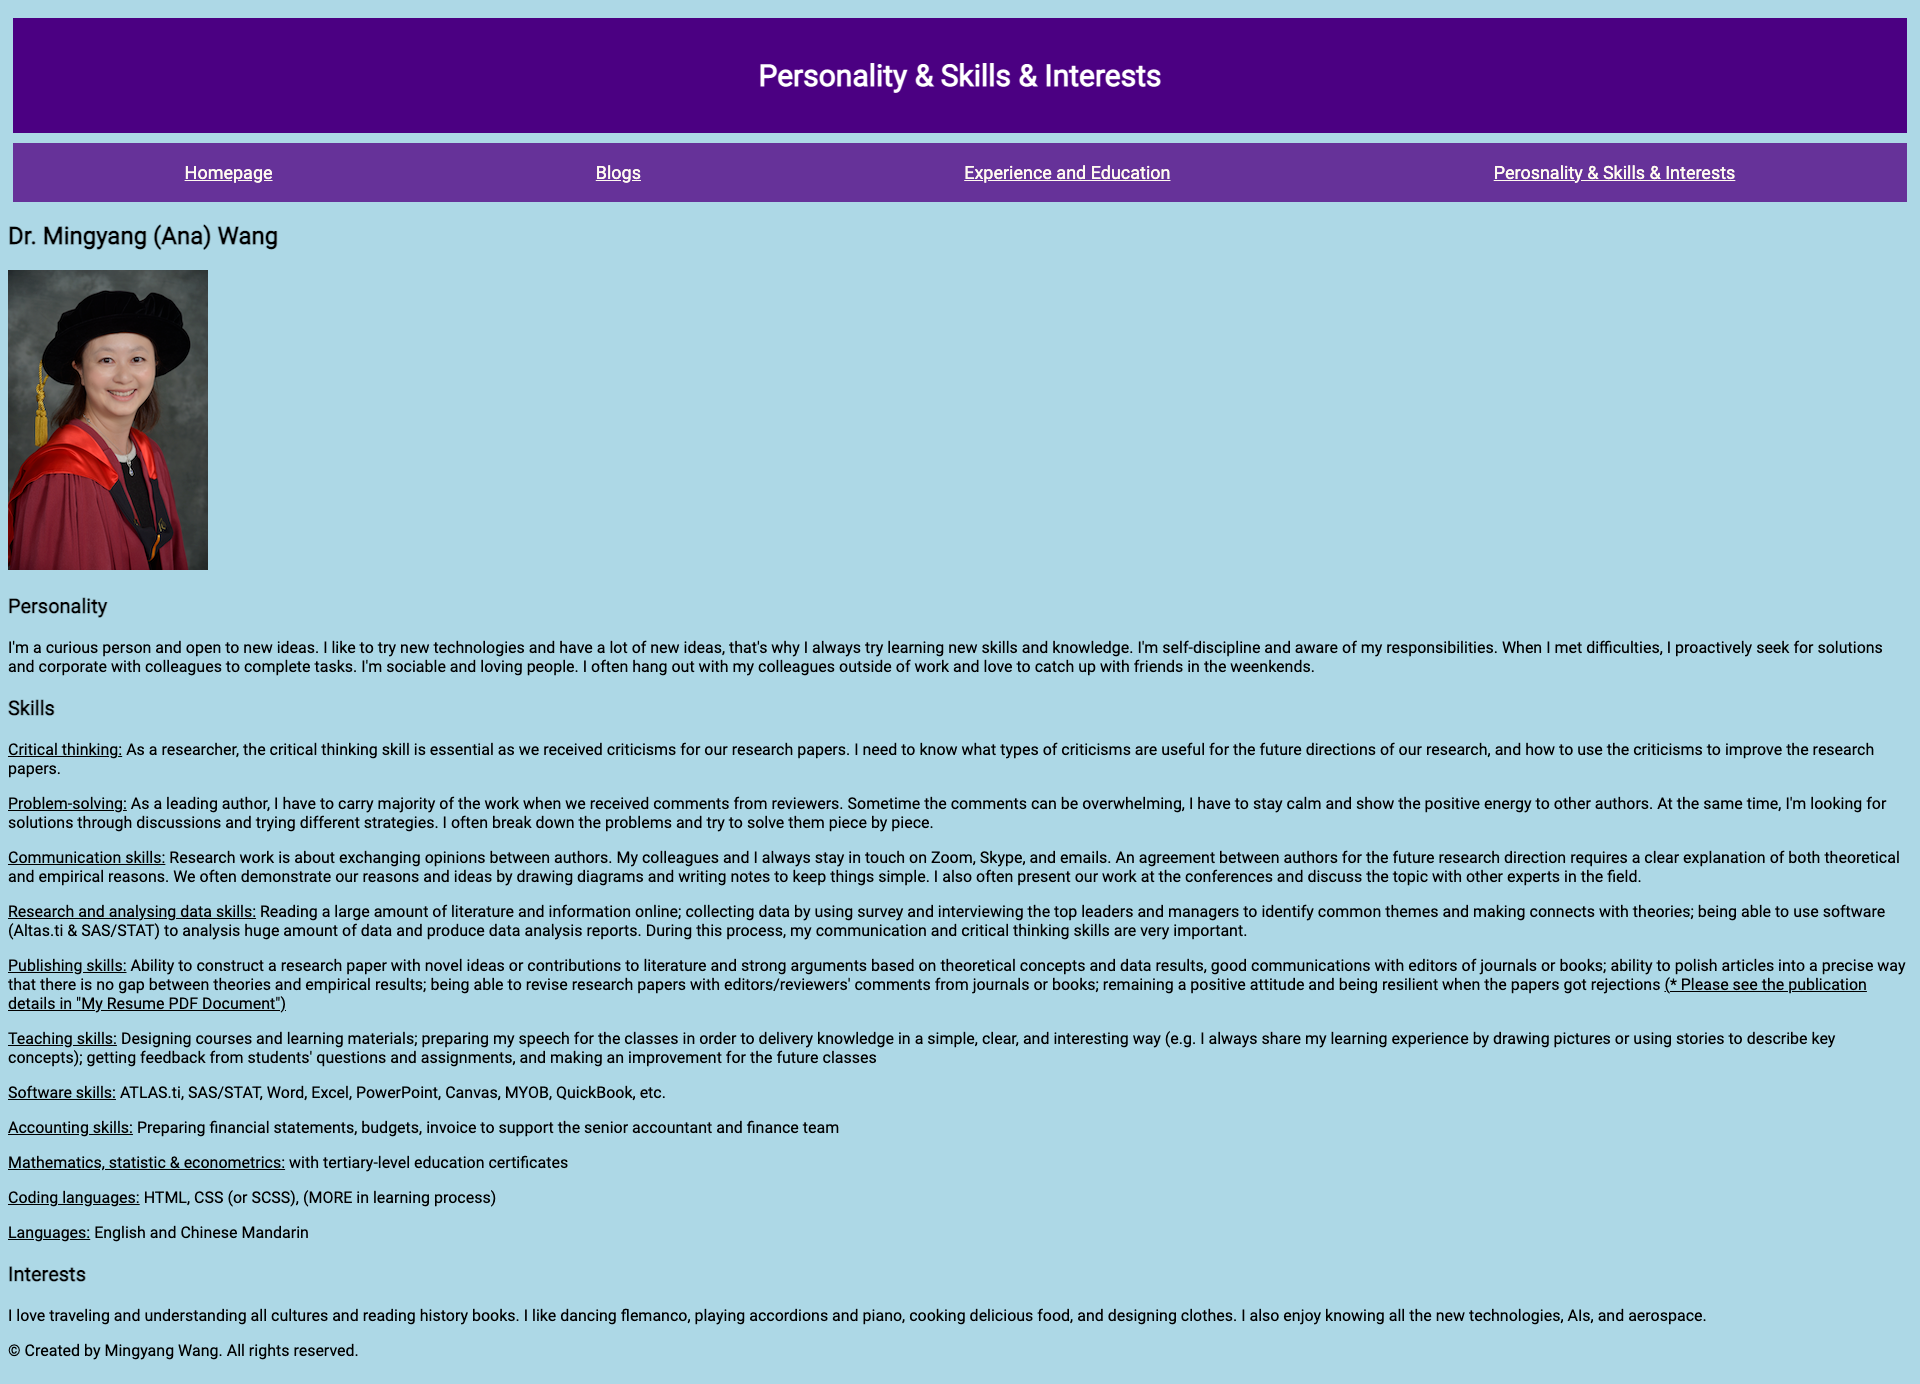 Personality & Skills & Interests
Homepage
Blogs
Experience and Education
Perosnality & Skills & Interests
Dr. Mingyang (Ana) Wang
Personality
I'm a curious person and open to new ideas. I like to try new technologies and have a lot of new ideas, that's why I always try learning new skills and knowledge. I'm self-discipline and aware of my responsibilities. When I met difficulties, I proactively seek for solutions
and corporate with colleagues to complete tasks. I'm sociable and loving people. I often hang out with my colleagues outside of work and love to catch up with friends in the weenkends.
Skills
Critical thinking: As a researcher, the critical thinking skill is essential as we received criticisms for our research papers. I need to know what types of criticisms are useful for the future directions of our research, and how to use the criticisms to improve the research
papers.
Problem-solving: As a leading author, I have to carry majority of the work when we received comments from reviewers. Sometime the comments can be overwhelming, I have to stay calm and show the positive energy to other authors. At the same time, I'm looking for
solutions through discussions and trying different strategies. I often break down the problems and try to solve them piece by piece.
Communication skills: Research work is about exchanging opinions between authors. My colleagues and I always stay in touch on Zoom, Skype, and emails. An agreement between authors for the future research direction requires a clear explanation of both theoretical
and empirical reasons. We often demonstrate our reasons and ideas by drawing diagrams and writing notes to keep things simple. I also often present our work at the conferences and discuss the topic with other experts in the field.
Research and analysing data skills: Reading a large amount of literature and information online; collecting data by using survey and interviewing the top leaders and managers to identify common themes and making connects with theories; being able to use software
(Altas.ti & SAS/STAT) to analysis huge amount of data and produce data analysis reports. During this process, my communication and critical thinking skills are very important.
Publishing skills: Ability to construct a research paper with novel ideas or contributions to literature and strong arguments based on theoretical concepts and data results, good communications with editors of journals or books; ability to polish articles into a precise way
that there is no gap between theories and empirical results; being able to revise research papers with editors/reviewers' comments from journals or books; remaining a positive attitude and being resilient when the papers got rejections (* Please see the publication
details in "My Resume PDF Document")
Teaching skills: Designing courses and learning materials; preparing my speech for the classes in order to delivery knowledge in a simple, clear, and interesting way (e.g. I always share my learning experience by drawing pictures or using stories to describe key
concepts); getting feedback from students' questions and assignments, and making an improvement for the future classes
Software skills: ATLAS.ti, SAS/STAT, Word, Excel, PowerPoint, Canvas, MYOB, QuickBook, etc.
Accounting skills: Preparing financial statements, budgets, invoice to support the senior accountant and finance team
Mathematics, statistic & econometrics: with tertiary-level education certificates
Coding languages: HTML, CSS (or SCSS), (MORE in learning process)
Languages: English and Chinese Mandarin
Interests
I love traveling and understanding all cultures and reading history books. I like dancing flemanco, playing accordions and piano, cooking delicious food, and designing clothes. I also enjoy knowing all the new technologies, AIs, and aerospace.
© Created by Mingyang Wang. All rights reserved.